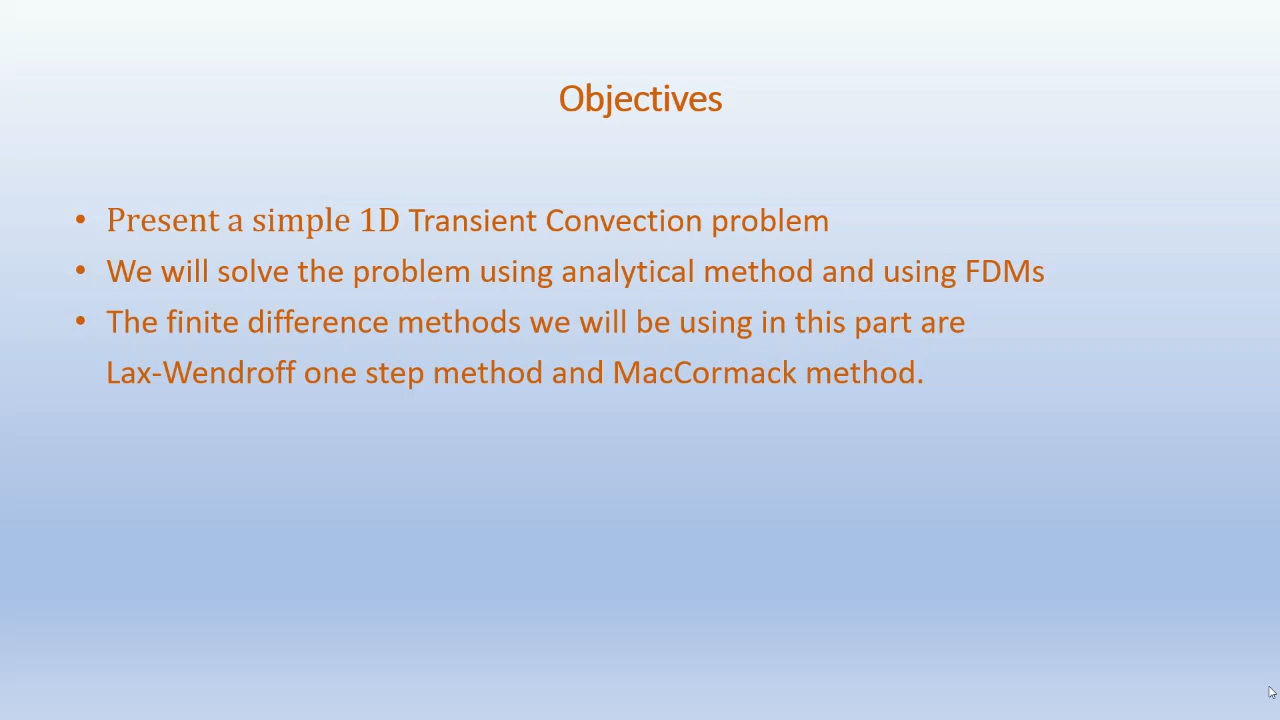 Objectives
• Present a simple 1D Transient Convection problem
• We will solve the problem using analytical method and using FDMs
• The finite difference methods we will be using in this part are
Lax-Wendroff one step method and MacCormack method.